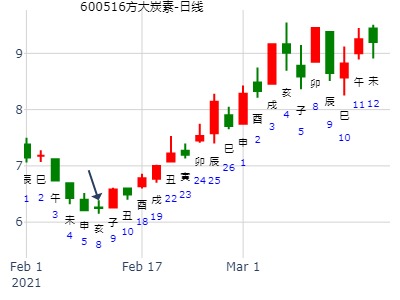 600516方大炭素-日线
9
8
7
6
辰 巳 午 未 申 亥 子 丑 酉 戌 丑 寅 卯 辰 巳 申 酉 戌 亥 子 卯 辰 巳 午 未
1 2 3 4 5 8 9 10 18 19 22 23 24 25 26 1 2 3 4 5 8 9 10 11 12
Feb 1 Feb 17 Mar 1
2021